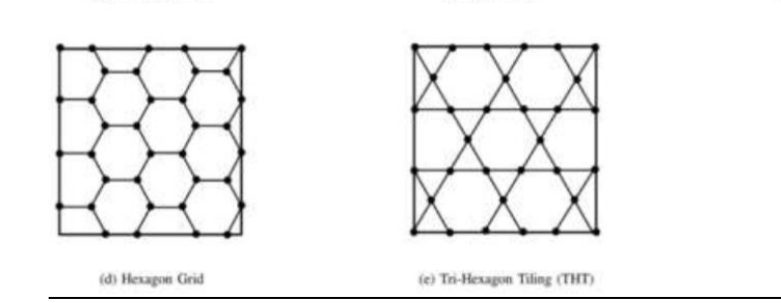 (d) Hexagon Grid
(e) Tri-Hexagon Tiling (THT)